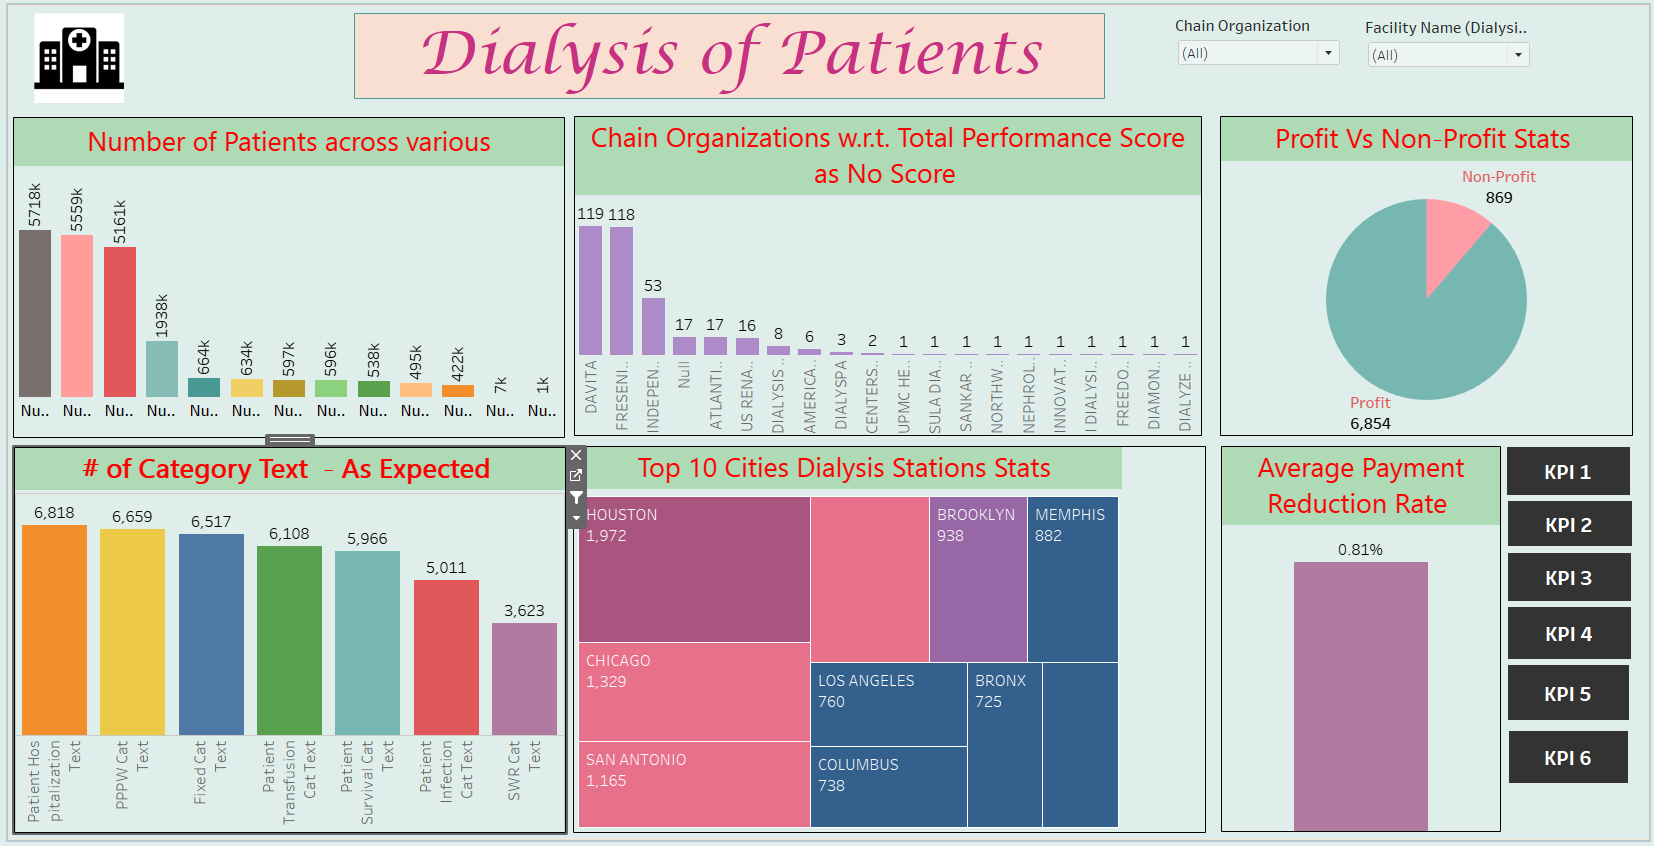 Dialysis of Patients
Chain Organization
(All)
Facility Name (Dialysi..
(All)
Number of Patients across various
5718k
5559k
5161k
1938k
664k
634k
597k
596k
538k
495k
422k
7k
1k
Nu..
Nu..
Nu..
Nu..
Nu..
Nu..
Nu..
Nu..
Nu..
Nu..
Nu..
Nu..
Nu..
Chain Organizations w.r.t. Total Performance Score
as No Score
119
118
53
17
17
16
8
6
3
2
1
1
1
1
1
1
1
1
1
1
DAVITA
FRESENI..
INDEPEN..
Null
ATLANTI..
US RENA..
DIALYSIS ..
AMERICA..
DIALYSPA
CENTERS..
UPMC HE..
SULA DIA..
SANKAR ..
NORTHW..
NEPHROL..
INNOVAT..
I DIALYSI..
FREEDO..
DIAMON..
DIALYZE ..
Profit Vs Non-Profit Stats
Non-Profit
869
Profit
6,854
# of Category Text - As Expected
6,818
6,659
6,517
6,108
5,966
5,011
3,623
Patient Hos
pitalization
Text
PPPW Cat
Text
Fixed Cat
Text
Patient
Transfusion
Cat Text
Patient
Survival Cat
Text
Patient
Infection
Cat Text
SWR Cat
Text
Top 10 Cities Dialysis Stations Stats
HOUSTON
1,972
CHICAGO
1,329
SAN ANTONIO
1,165
BROOKLYN
938
MEMPHIS
882
LOS ANGELES
760
COLUMBUS
738
BRONX
725
Average Payment
Reduction Rate
0.81%
KPI 1
KPI 2
KPI 3
KPI 4
KPI 5
KPI 6